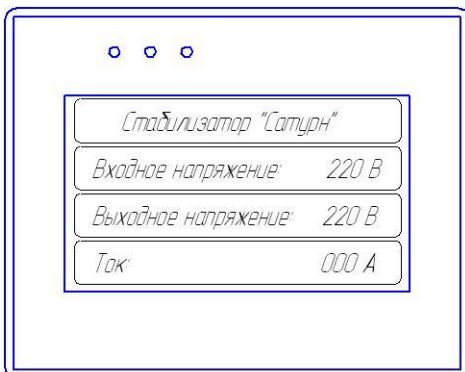 Стабилизатор "Сатурн"
Входное напряжение: 220 В
Выходное напряжение: 220 В
Ток: 000 А